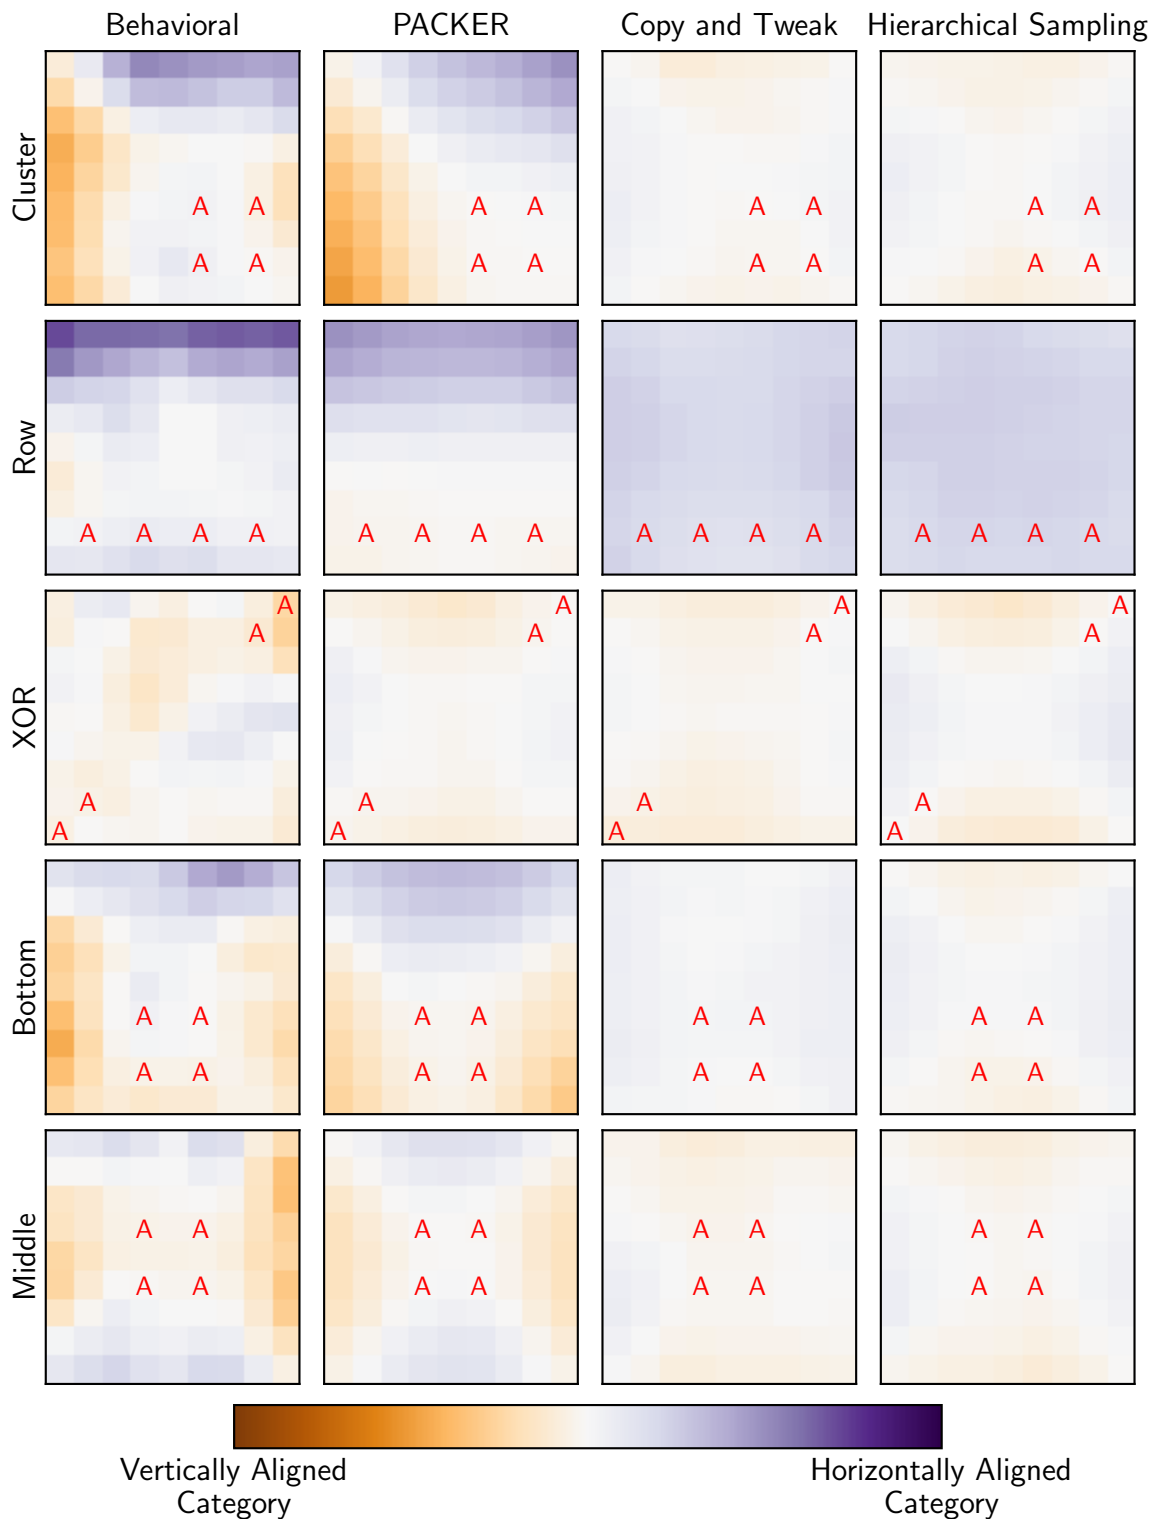 Behavioral PACKER Copy and Tweak Hierarchical Sampling
Cluster
A A A A A A A A
A A A A A A A A
Row
A A A A A A A A A A A A A A A A
XOR
A A A A
A A A A
A A A A
A A A A
Bottom
A A A A A A A A
A A A A A A A A
Middle
A A A A A A A A
A A A A A A A A
Vertically Aligned
Category
Horizontally Aligned
Category